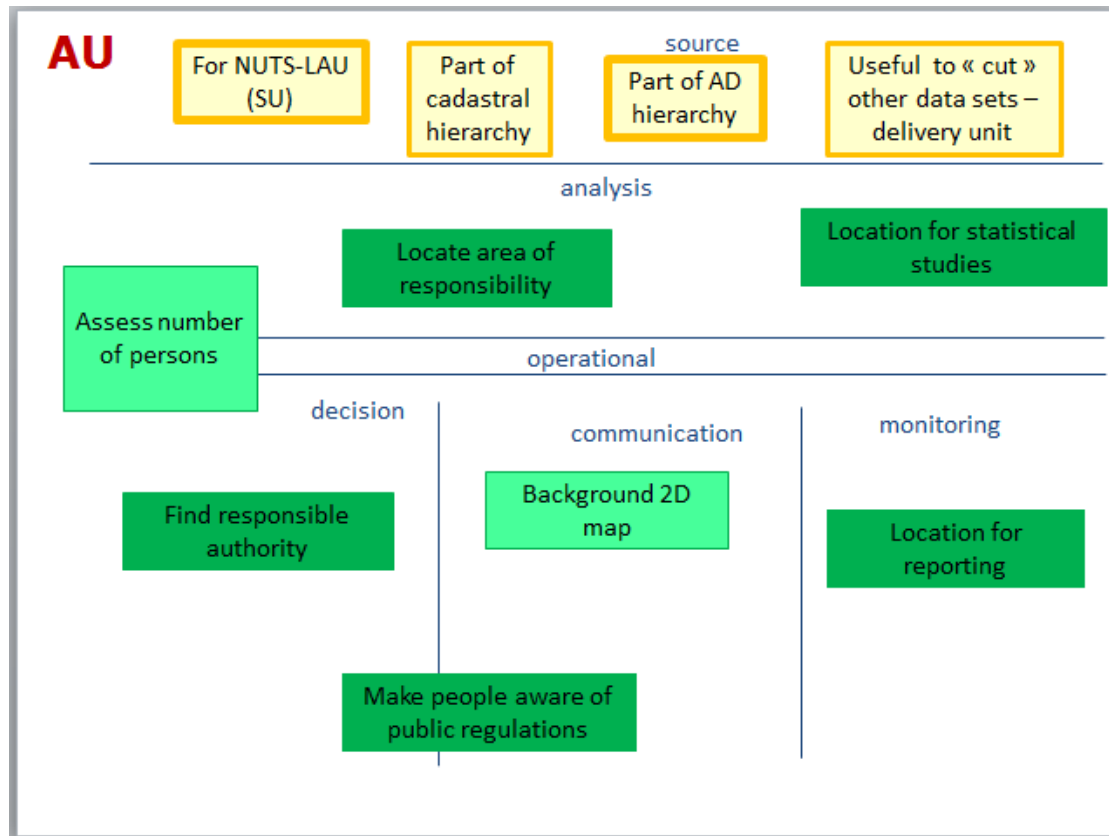 AU
source
For NUTS-LAU
(SU)
Part of
cadastral
hierarchy
Part of AD
hierarchy
Useful to « cut »
other data sets –
delivery unit
analysis
Locate area of
responsibility
Location for statistical
studies
Assess number
of persons
operational
decision
communication
monitoring
Find responsible
authority
Background 2D
map
Location for
reporting
Make people aware of
public regulations